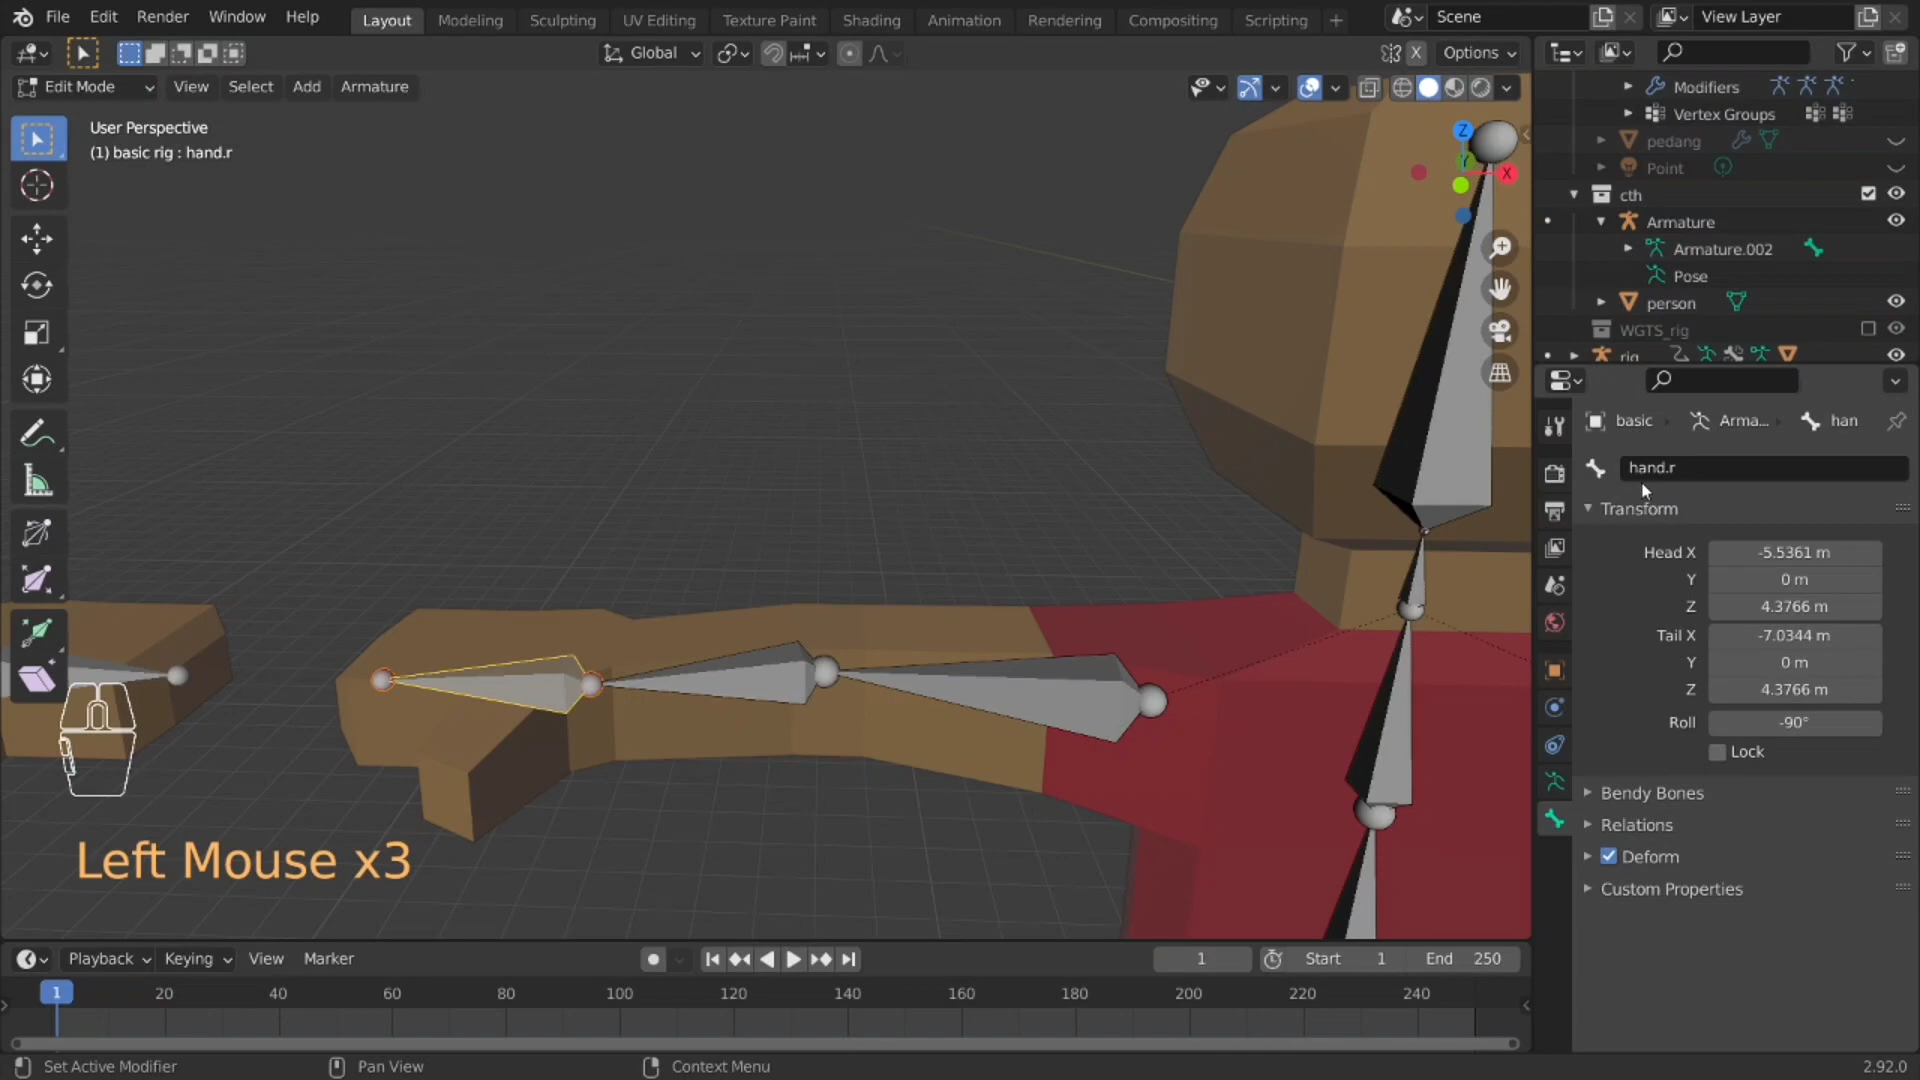 File Edit Render Window Help Layout Modeling Sculpting UV Editing Texture Paint Shading Animation Rendering Compositing Scripting + Scene View Layer
Global X Options
Edit Mode View Select Add Armature
User Perspective
(1) basic rig : hand.r
Z
Y
X
Modifiers
Vertex Groups
pedang
Point
cth
Armature
Armature.002
Pose
person
WGTS_rig
rig
basic Arma... han
hand.r
Transform
Head X -5.5361 m
Y 0 m
Z 4.3766 m
Tail X -7.0344 m
Y 0 m
Z 4.3766 m
Roll -90°
Lock
Bendy Bones
Relations
Deform
Custom Properties
Left Mouse x3
Playback Keying View Marker 1 Start 1 End 250
1 20 40 60 80 100 120 140 160 180 200 220 240
Set Active Modifier Pan View Context Menu 2.92.0